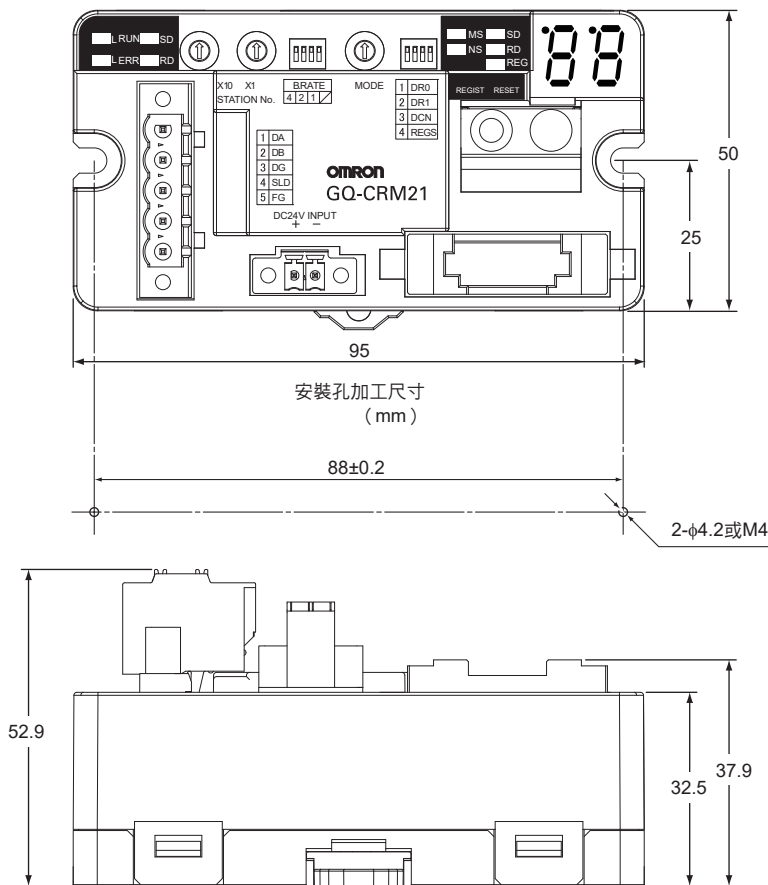 L RUN SD
L ERR RD
MS SD
NS RD
REG
88
X10 X1
STATION No.
B.RATE
4 2 1
MODE
1 DR0
2 DR1
3 DCN
4 REGS
REGIST RESET
1 DA
2 DB
3 DG
4 SLD
5 FG
OMRON
GQ-CRM21
DC24V INPUT
+ −
50
25
95
安裝孔加工尺寸
（mm）
88±0.2
2-ϕ4.2或M4
52.9
32.5
37.9